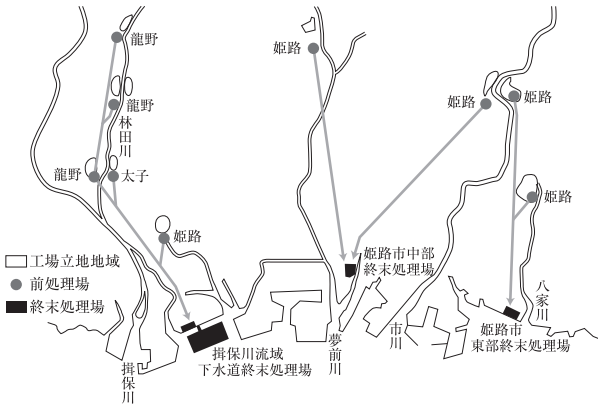 龍野
姫路
龍野
林田川
姫路
姫路
龍野
太子
姫路
姫路
工場立地地域
前処理場
終末処理場
姫路市中部
終末処理場
八家川
揖保川流域
下水道終末処理場
夢前川
市川
姫路市
東部終末処理場
揖保川